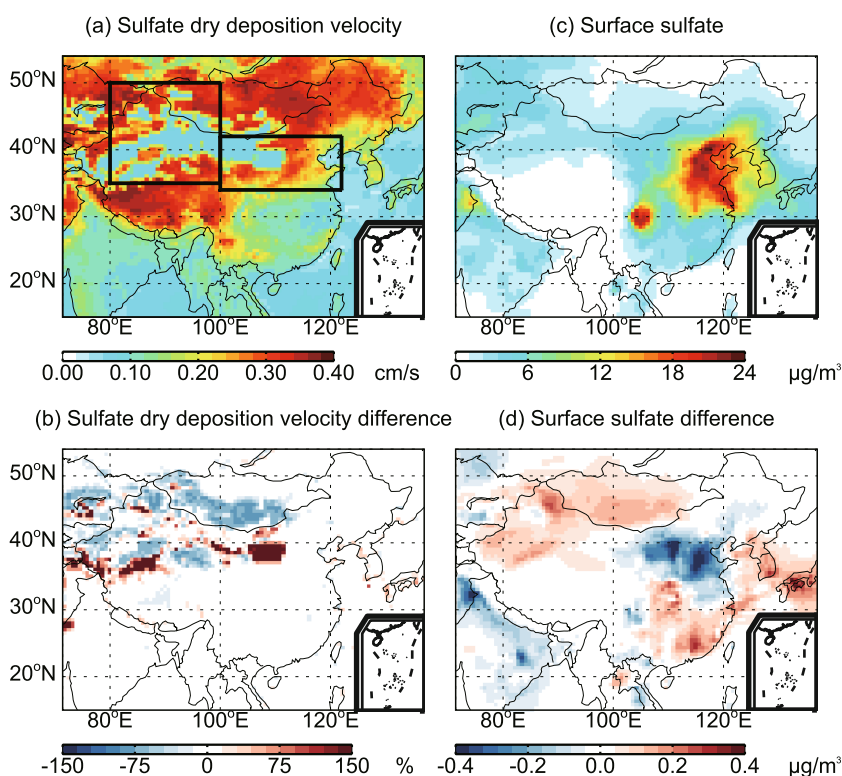 (a) Sulfate dry deposition velocity
50°N
40°N
30°N
20°N
80°E 100°E 120°E
0.00 0.10 0.20 0.30 0.40 cm/s
(c) Surface sulfate
50°N
40°N
30°N
20°N
80°E 100°E 120°E
0 6 12 18 24 µg/m³
(b) Sulfate dry deposition velocity difference
50°N
40°N
30°N
20°N
80°E 100°E 120°E
-150 -75 0 75 150 %
(d) Surface sulfate difference
50°N
40°N
30°N
20°N
80°E 100°E 120°E
-0.4 -0.2 0.0 0.2 0.4 µg/m³